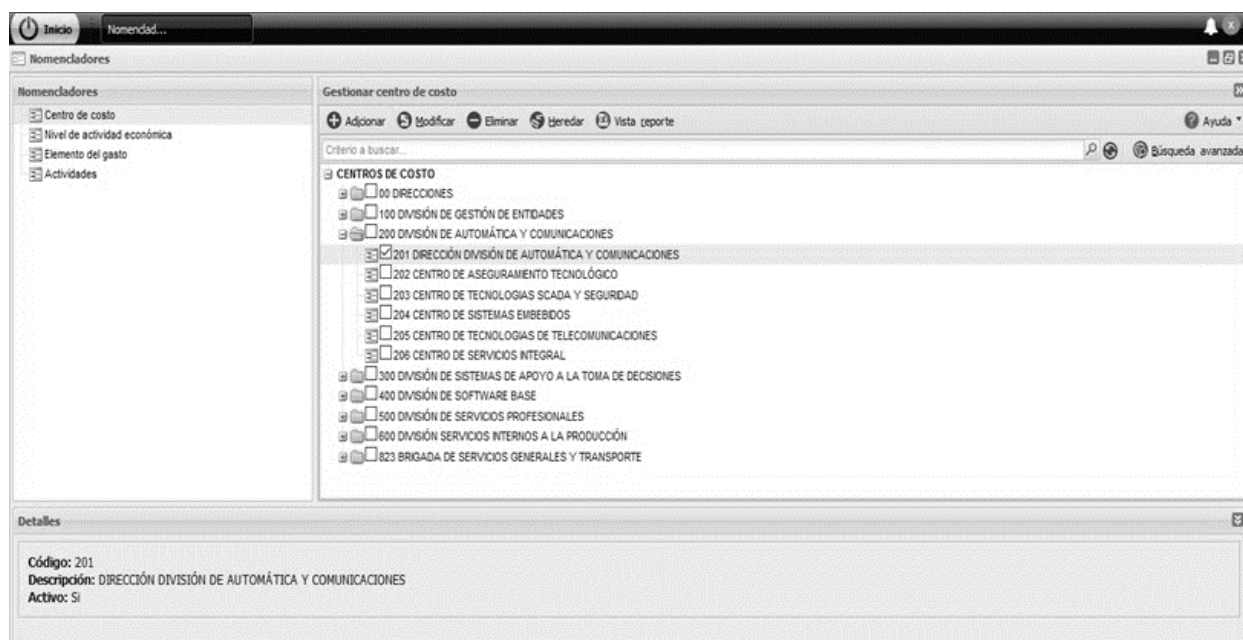 Inicio
Nomendad...
Nomencladores
Nomencladores
Centro de costo
Nivel de actividad económica
Elemento del gasto
Actividades
Gestionar centro de costo
Adicionar Modificar Eliminar Heredar Vista reporte
Ayuda
Criterio a buscar...
Búsqueda avanzada
CENTROS DE COSTO
00 DIRECCIONES
100 DIVISIÓN DE GESTIÓN DE ENTIDADES
200 DIVISIÓN DE AUTOMÁTICA Y COMUNICACIONES
201 DIRECCIÓN DIVISIÓN DE AUTOMÁTICA Y COMUNICACIONES
202 CENTRO DE ASEGURAMIENTO TECNOLÓGICO
203 CENTRO DE TECNOLOGIAS SCADA Y SEGURIDAD
204 CENTRO DE SISTEMAS EMBEBIDOS
205 CENTRO DE TECNOLOGIAS DE TELECOMUNICACIONES
206 CENTRO DE SERVICIOS INTEGRAL
300 DIVISIÓN DE SISTEMAS DE APOYO A LA TOMA DE DECISIONES
400 DIVISIÓN DE SOFTWARE BASE
500 DIVISIÓN DE SERVICIOS PROFESIONALES
600 DIVISIÓN SERVICIOS INTERNOS A LA PRODUCCIÓN
823 BRIGADA DE SERVICIOS GENERALES Y TRANSPORTE
Detalles
Código: 201
Descripción: DIRECCIÓN DIVISIÓN DE AUTOMÁTICA Y COMUNICACIONES
Activo: Si